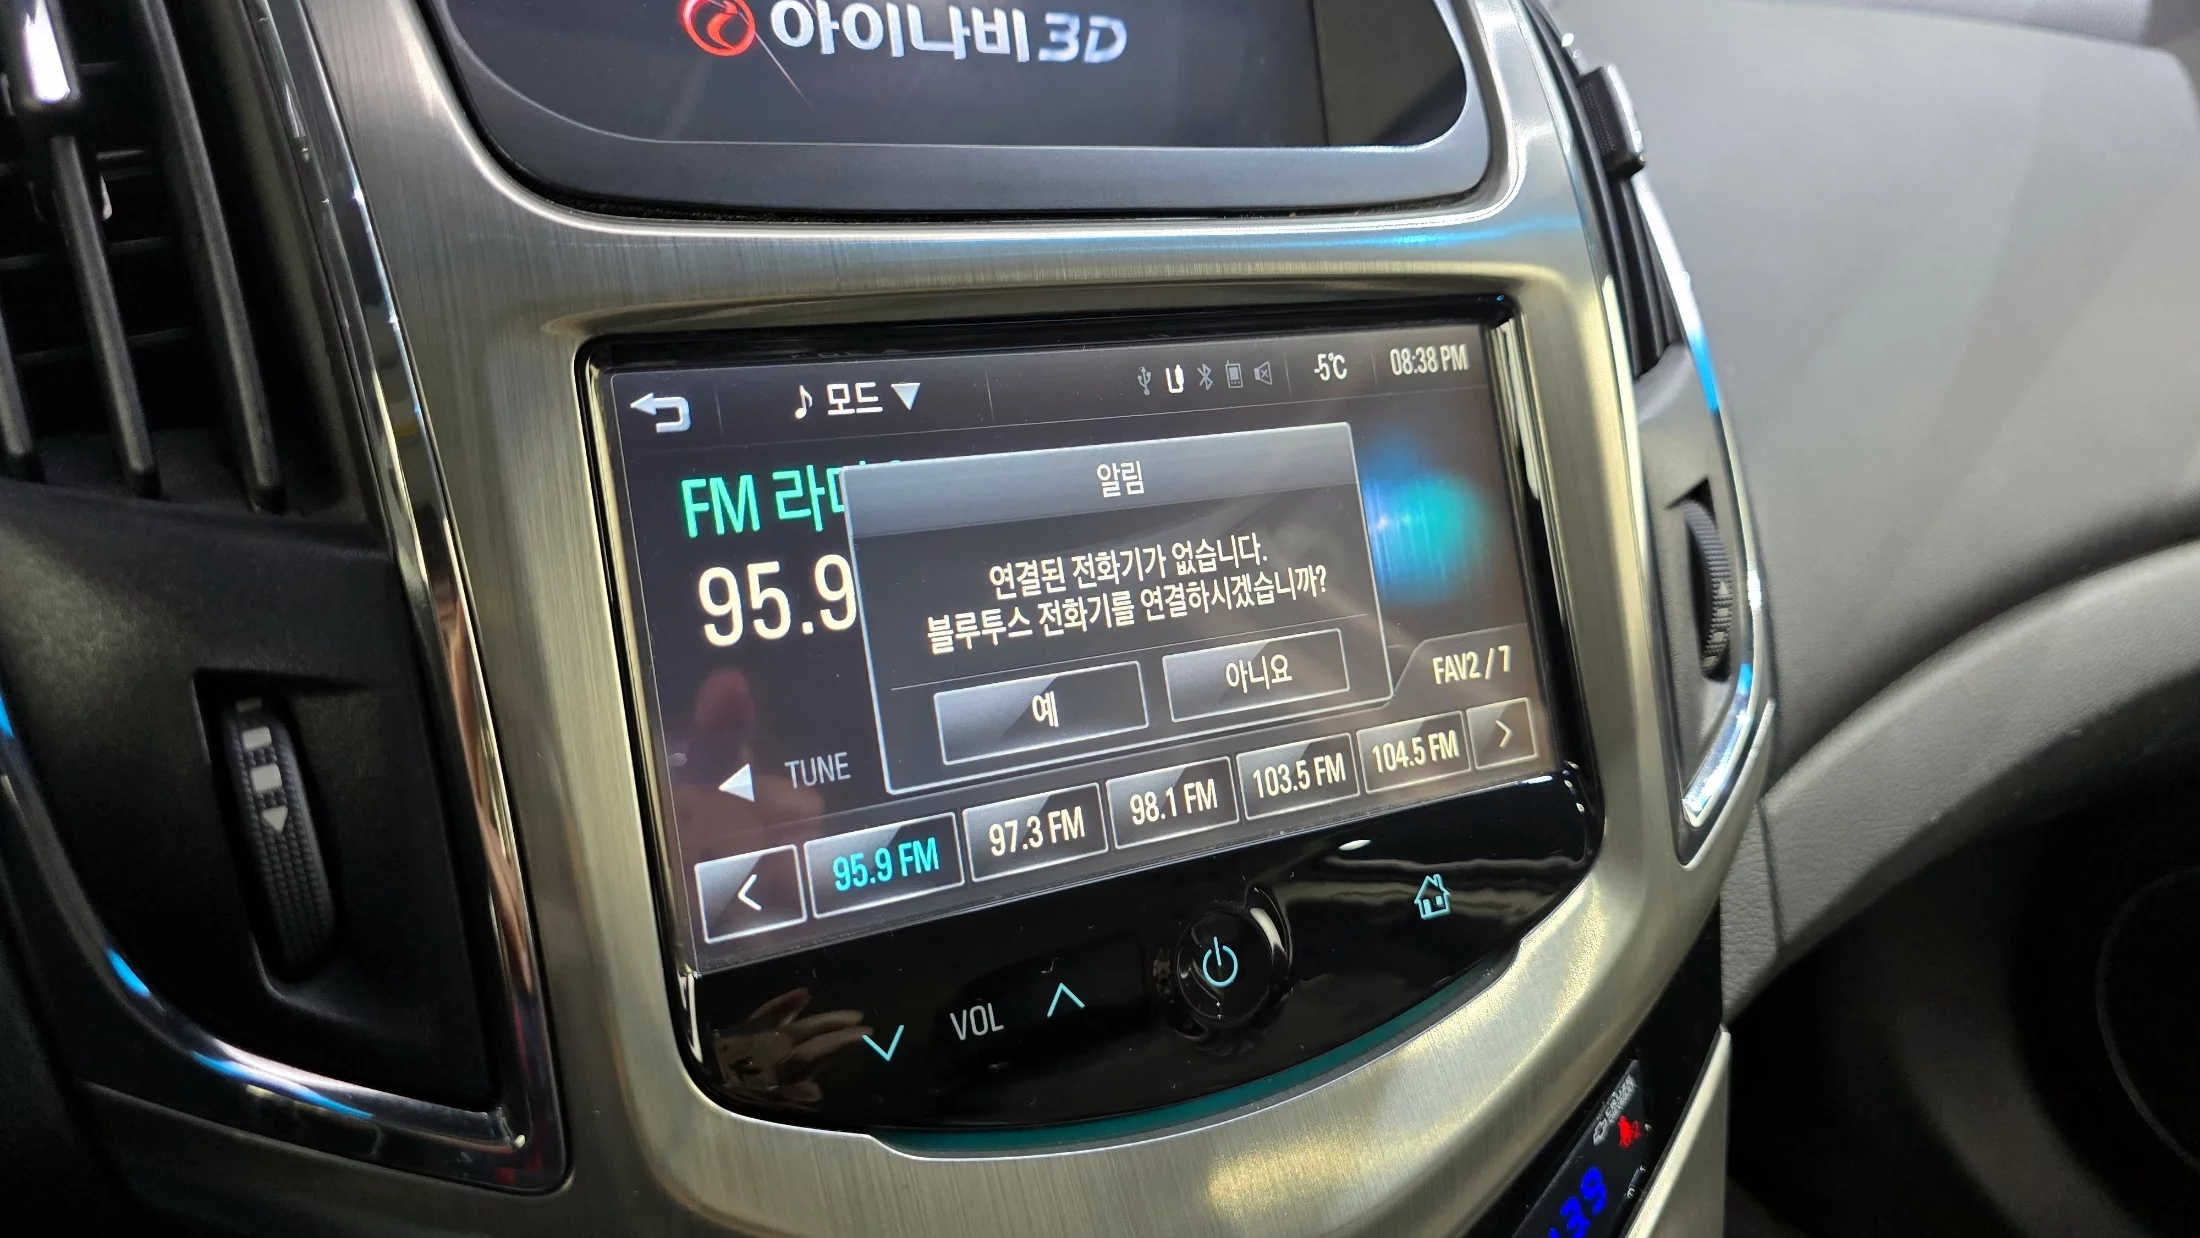 아이나비 3D
모드
-5℃
08:38 PM
FM 라디
95.9
알림
연결된 전화기가 없습니다.
블루투스 전화기를 연결하시겠습니까?
예
아니요
FAV2 / 7
TUNE
95.9 FM
97.3 FM
98.1 FM
103.5 FM
104.5 FM
VOL